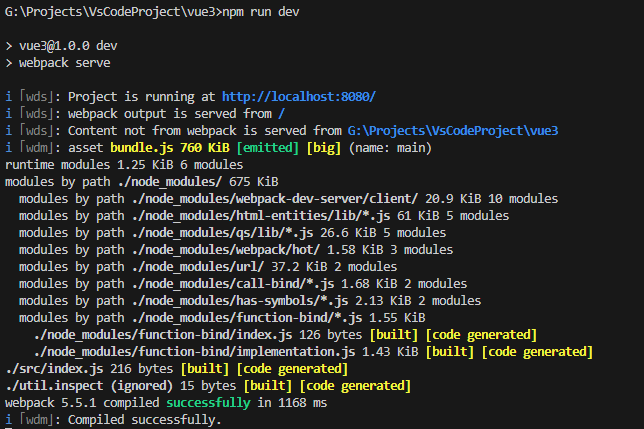 G:\Projects\VsCodeProject\vue3>npm run dev
> vue3@1.0.0 dev
> webpack serve
i ｢wds｣: Project is running at http://localhost:8080/
i ｢wds｣: webpack output is served from /
i ｢wds｣: Content not from webpack is served from G:\Projects\VsCodeProject\vue3
i ｢wdm｣: asset bundle.js 760 KiB [emitted] [big] (name: main)
runtime modules 1.25 KiB 6 modules
modules by path ./node_modules/ 675 KiB
  modules by path ./node_modules/webpack-dev-server/client/ 20.9 KiB 10 modules
  modules by path ./node_modules/html-entities/lib/*.js 61 KiB 5 modules
  modules by path ./node_modules/qs/lib/*.js 26.6 KiB 5 modules
  modules by path ./node_modules/webpack/hot/ 1.58 KiB 3 modules
  modules by path ./node_modules/url/ 37.2 KiB 2 modules
  modules by path ./node_modules/call-bind/*.js 1.68 KiB 2 modules
  modules by path ./node_modules/has-symbols/*.js 2.13 KiB 2 modules
  modules by path ./node_modules/function-bind/*.js 1.55 KiB
    ./node_modules/function-bind/index.js 126 bytes [built] [code generated]
    ./node_modules/function-bind/implementation.js 1.43 KiB [built] [code generated]
./src/index.js 216 bytes [built] [code generated]
./util.inspect (ignored) 15 bytes [built] [code generated]
webpack 5.5.1 compiled successfully in 1168 ms
i ｢wdm｣: Compiled successfully.